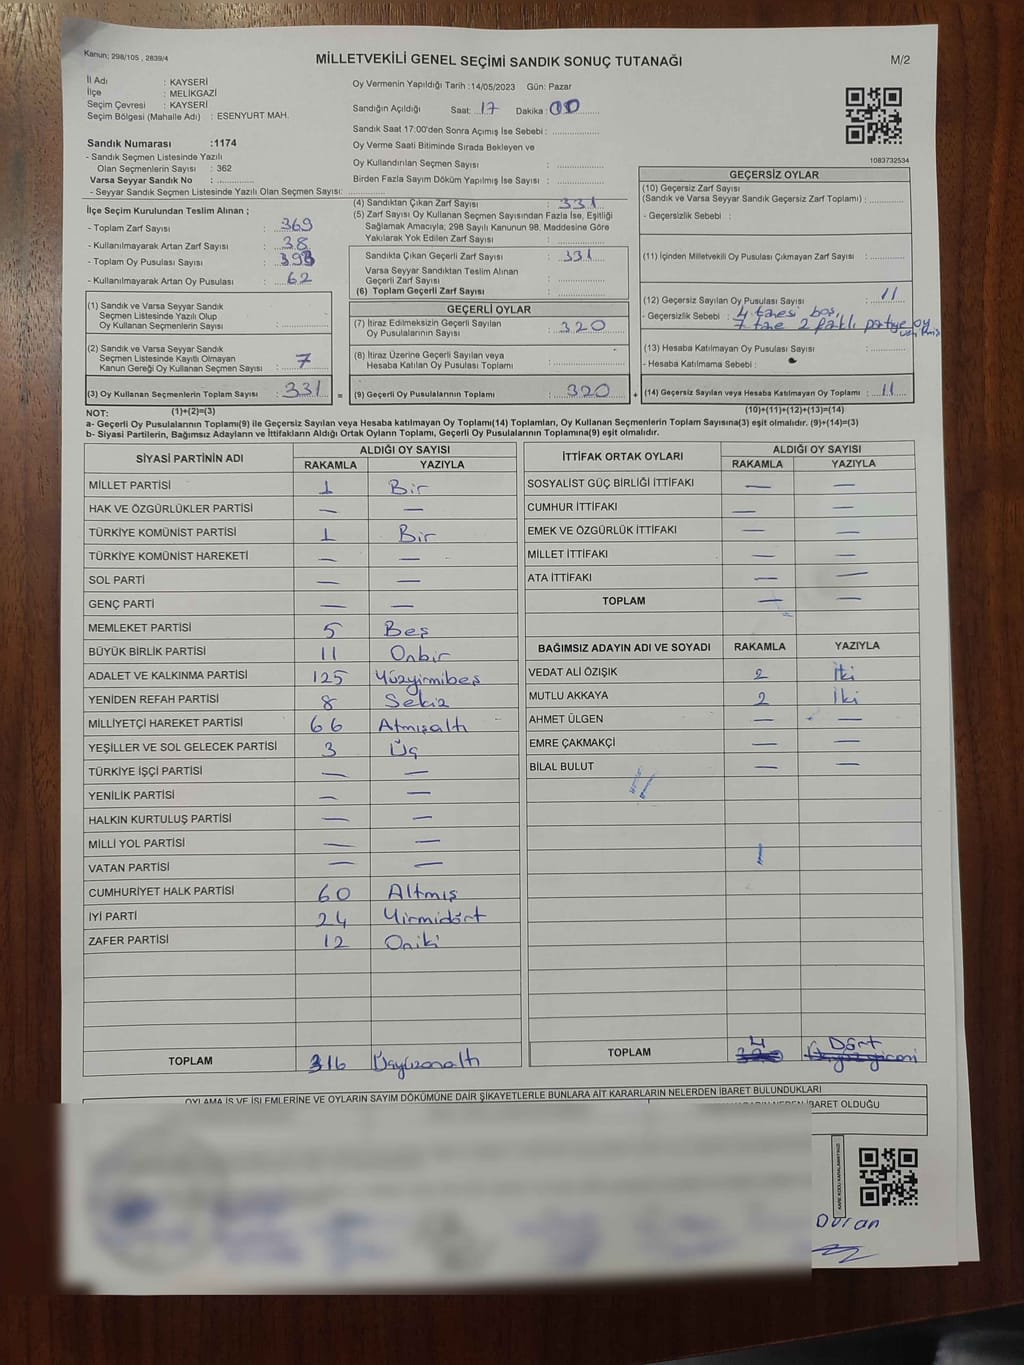 Kanun; 298/105 , 2839/4
MİLLETVEKİLİ GENEL SEÇİMİ SANDIK SONUÇ TUTANAĞI
M/2
İl Adı : KAYSERİ
İlçe : MELİKGAZİ
Seçim Çevresi : KAYSERİ
Seçim Bölgesi (Mahalle Adı) : ESENYURT MAH.
Sandık Numarası :1174
- Sandık Seçmen Listesinde Yazılı
Olan Seçmenlerin Sayısı : 362
Varsa Seyyar Sandık No :
- Seyyar Sandık Seçmen Listesinde Yazılı Olan Seçmen Sayısı:
Oy Vermenin Yapıldığı Tarih :14/05/2023 Gün: Pazar
Sandığın Açıldığı Saat: 17 Dakika: 00
Sandık Saat 17:00'den Sonra Açımış İse Sebebi :
Oy Verme Saati Bitiminde Sırada Bekleyen ve
Oy Kullandırılan Seçmen Sayısı :
Birden Fazla Sayım Döküm Yapılmış İse Sayısı :
1083732534
İlçe Seçim Kurulundan Teslim Alınan ;
- Toplam Zarf Sayısı : 369
- Kullanılmayarak Artan Zarf Sayısı : 38
- Toplam Oy Pusulası Sayısı : 393
- Kullanılmayarak Artan Oy Pusulası : 62
(1) Sandık ve Varsa Seyyar Sandık
Seçmen Listesinde Yazılı Olup
Oy Kullanan Seçmenlerin Sayısı :
(2) Sandık ve Varsa Seyyar Sandık
Seçmen Listesinde Kayıtlı Olmayan
Kanun Gereği Oy Kullanan Seçmen Sayısı : 7
(3) Oy Kullanan Seçmenlerin Toplam Sayısı : 331 =
(4) Sandıktan Çıkan Zarf Sayısı : 331
(5) Zarf Sayısı Oy Kullanan Seçmen Sayısından Fazla İse, Eşitliği
Sağlamak Amacıyla; 298 Sayılı Kanunun 98. Maddesine Göre
Yakılarak Yok Edilen Zarf Sayısı :
Sandıkta Çıkan Geçerli Zarf Sayısı : 331
Varsa Seyyar Sandıktan Teslim Alınan
Geçerli Zarf Sayısı :
(6) Toplam Geçerli Zarf Sayısı :
GEÇERLİ OYLAR
(7) İtiraz Edilmeksizin Geçerli Sayılan
Oy Pusulalarının Sayısı : 320
(8) İtiraz Üzerine Geçerli Sayılan veya
Hesaba Katılan Oy Pusulası Toplamı :
(9) Geçerli Oy Pusulalarının Toplamı : 320 +
GEÇERSİZ OYLAR
(10) Geçersiz Zarf Sayısı
(Sandık ve Varsa Seyyar Sandık Geçersiz Zarf Toplamı) :
- Geçersizlik Sebebi :
(11) İçinden Milletvekili Oy Pusulası Çıkmayan Zarf Sayısı :
(12) Geçersiz Sayılan Oy Pusulası Sayısı : 11
- Geçersizlik Sebebi : 4 tanesi boş,
7 tane 2 farklı partiye oy
vermiş
(13) Hesaba Katılmayan Oy Pusulası Sayısı :
- Hesaba Katılmama Sebebi :
(14) Geçersiz Sayılan veya Hesaba Katılmayan Oy Toplamı : 11
NOT: (1)+(2)=(3)
(10)+(11)+(12)+(13)=(14)
a- Geçerli Oy Pusulalarının Toplamı(9) ile Geçersiz Sayılan veya Hesaba katılmayan Oy Toplamı(14) Toplamları, Oy Kullanan Seçmenlerin Toplam Sayısına(3) eşit olmalıdır. (9)+(14)=(3)
b- Siyasi Partilerin, Bağımsız Adayların ve İttifakların Aldığı Ortak Oyların Toplamı, Geçerli Oy Pusulalarının Toplamına(9) eşit olmalıdır.
SİYASİ PARTİNİN ADI ALDIĞI OY SAYISI
RAKAMLA YAZIYLA
MİLLET PARTİSİ 1 Bir
HAK VE ÖZGÜRLÜKLER PARTİSİ — —
TÜRKİYE KOMÜNİST PARTİSİ 1 Bir
TÜRKİYE KOMÜNİST HAREKETİ — —
SOL PARTİ — —
GENÇ PARTİ — —
MEMLEKET PARTİSİ 5 Beş
BÜYÜK BİRLİK PARTİSİ 11 Onbir
ADALET VE KALKINMA PARTİSİ 125 Yüzyirmibeş
YENİDEN REFAH PARTİSİ 8 Sekiz
MİLLİYETÇİ HAREKET PARTİSİ 66 Atmışaltı
YEŞİLLER VE SOL GELECEK PARTİSİ 3 Üç
TÜRKİYE İŞÇİ PARTİSİ — —
YENİLİK PARTİSİ — —
HALKIN KURTULUŞ PARTİSİ — —
MİLLİ YOL PARTİSİ — —
VATAN PARTİSİ — —
CUMHURİYET HALK PARTİSİ 60 Altmış
İYİ PARTİ 24 Yirmidört
ZAFER PARTİSİ 12 Oniki
TOPLAM 316 Üçyüzonaltı
İTTİFAK ORTAK OYLARI ALDIĞI OY SAYISI
RAKAMLA YAZIYLA
SOSYALİST GÜÇ BİRLİĞİ İTTİFAKI — —
CUMHUR İTTİFAKI — —
EMEK VE ÖZGÜRLÜK İTTİFAKI — —
MİLLET İTTİFAKI — —
ATA İTTİFAKI — —
TOPLAM — —
BAĞIMSIZ ADAYIN ADI VE SOYADI RAKAMLA YAZIYLA
VEDAT ALİ ÖZIŞIK 2 İki
MUTLU AKKAYA 2 İki
AHMET ÜLGEN — —
EMRE ÇAKMAKÇİ — —
BİLAL BULUT — —
TOPLAM 4 Dört
OYLAMA İŞ VE İŞLEMLERİNE VE OYLARIN SAYIM DÖKÜMÜNE DAİR ŞİKAYETLERLE BUNLARA AİT KARARLARIN NELERDEN İBARET BULUNDUKLARI
İBARET OLDUĞU
Duran